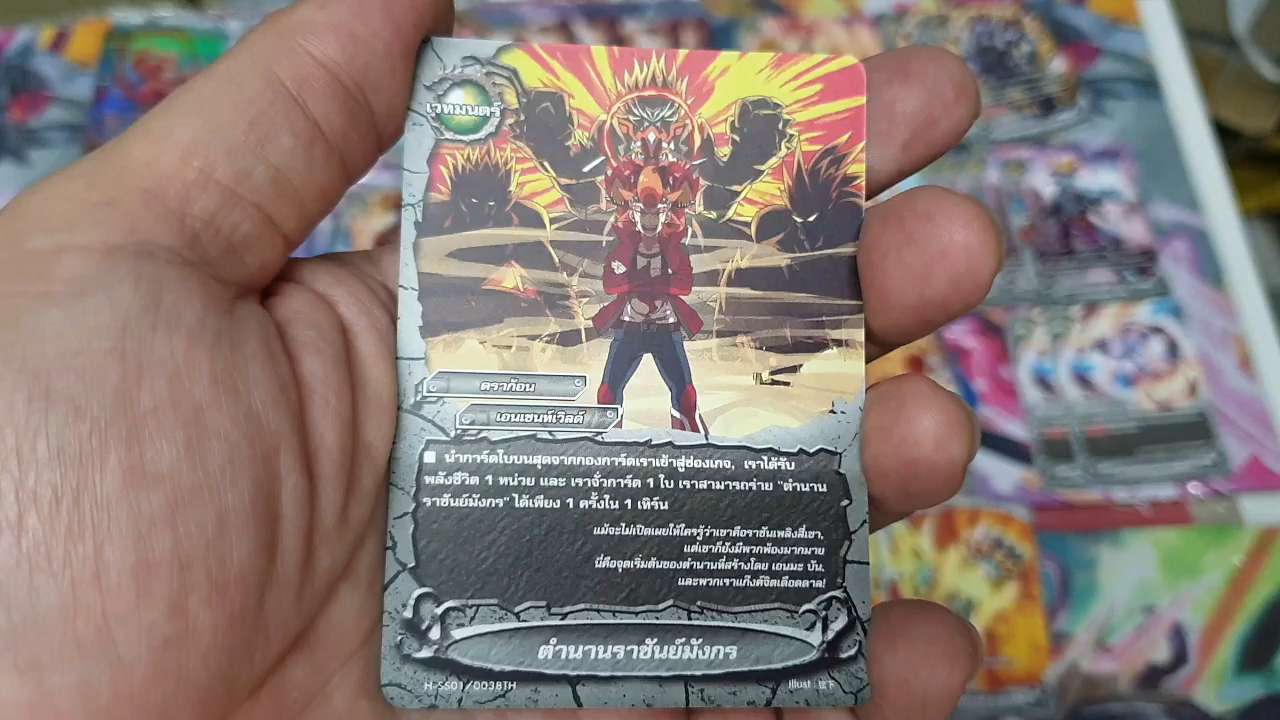 เวทมนตร์
ดราก้อน
เอนเชนท์เวิลด์
■ นำการ์ดใบบนสุดจากกองการ์ดเราเข้าสู่ช่องเกจ, เราได้รับ
พลังชีวิต 1 หน่วย และ เราจั่วการ์ด 1 ใบ เราสามารถร่าย "ตำนาน
ราชันย์มังกร" ได้เพียง 1 ครั้งใน 1 เทิร์น
แม้จะไม่เปิดเผยให้ใครรู้ว่าเขาคือราชันเพลิงสี่เขา,
แต่เขาก็ยังมีพวกพ้องมากมาย
นี่คือจุดเริ่มต้นของตำนานที่สร้างโดย เอนมะ บัน,
และพวกเราแก๊งค์จิตเดือดดาล!
ตำนานราชันย์มังกร
H-SS01/0038TH
Illust : 弦下